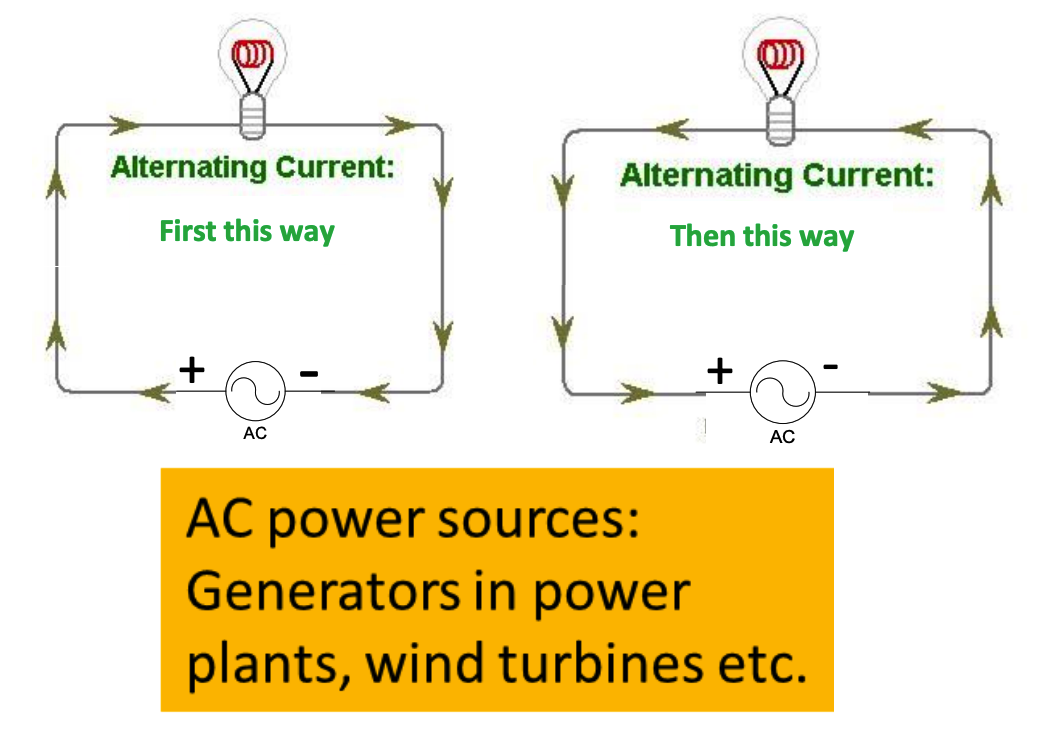 Alternating Current:
First this way
+ -
AC
Alternating Current:
Then this way
+ -
AC
AC power sources:
Generators in power
plants, wind turbines etc.